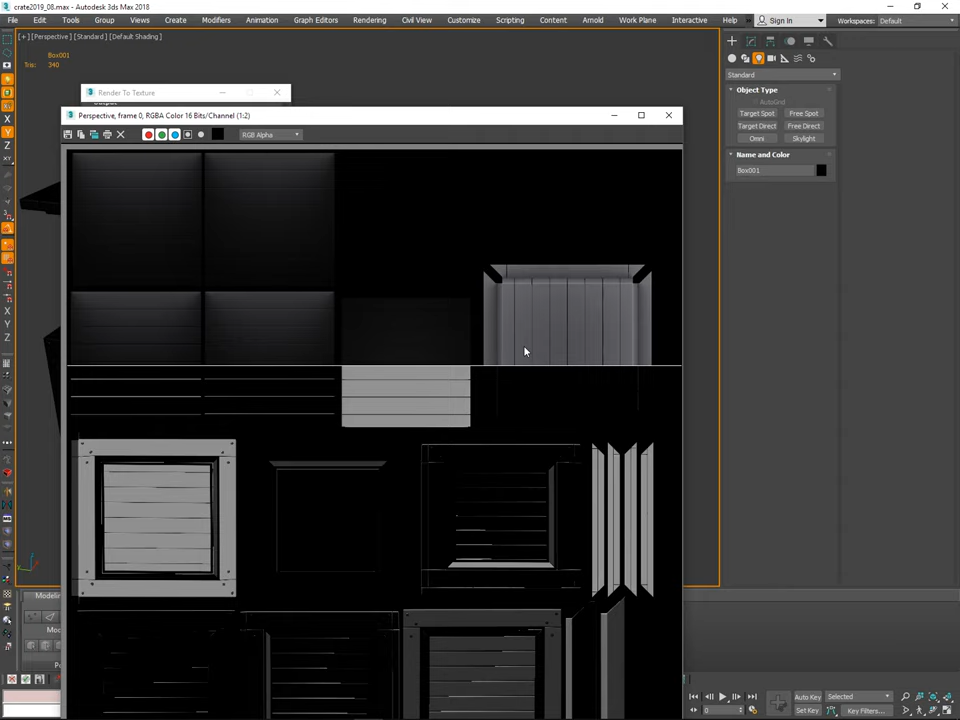 crate2019_08.max - Autodesk 3ds Max 2018
File Edit Tools Group Views Create Modifiers Animation Graph Editors Rendering Civil View Customize Scripting Content Arnold Work Plane Interactive Help Sign In Workspaces: Default
[+] [Perspective] [Standard] [Default Shading]
Box001
Tris: 340
Render To Texture
Perspective, frame 0, RGBA Color 16 Bits/Channel (1:2)
RGB Alpha
Standard
Object Type
AutoGrid
Target Spot Free Spot
Target Direct Free Direct
Omni Skylight
Name and Color
Box001
X
Y
Z
XY
X
Y
Z
Modeling
Auto Key Selected
0 Set Key Key Filters...